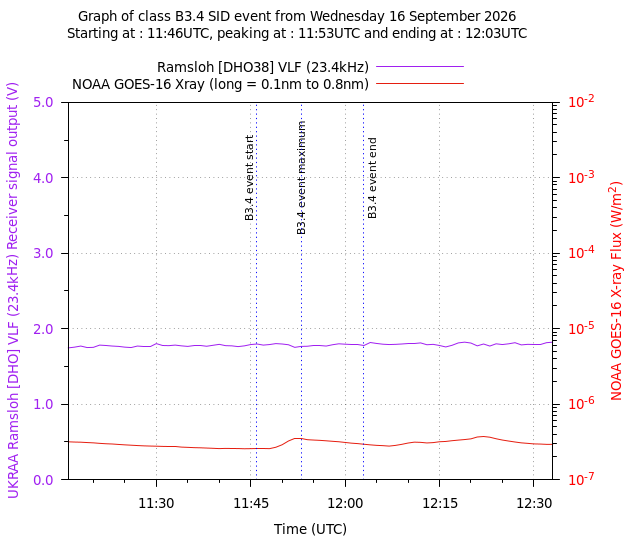 Graph of class B3.4 SID event from Wednesday 16 September 2026
Starting at : 11:46UTC, peaking at : 11:53UTC and ending at : 12:03UTC
Ramsloh [DHO38] VLF (23.4kHz)
NOAA GOES-16 Xray (long = 0.1nm to 0.8nm)
UKRAA Ramsloh [DHO] VLF (23.4kHz) Receiver signal output (V)
5.0
4.0
3.0
2.0
1.0
0.0
B3.4 event start
B3.4 event maximum
B3.4 event end
10^-2
10^-3
10^-4
10^-5
10^-6
10^-7
NOAA GOES-16 X-ray Flux (W/m²)
11:30 11:45 12:00 12:15 12:30
Time (UTC)